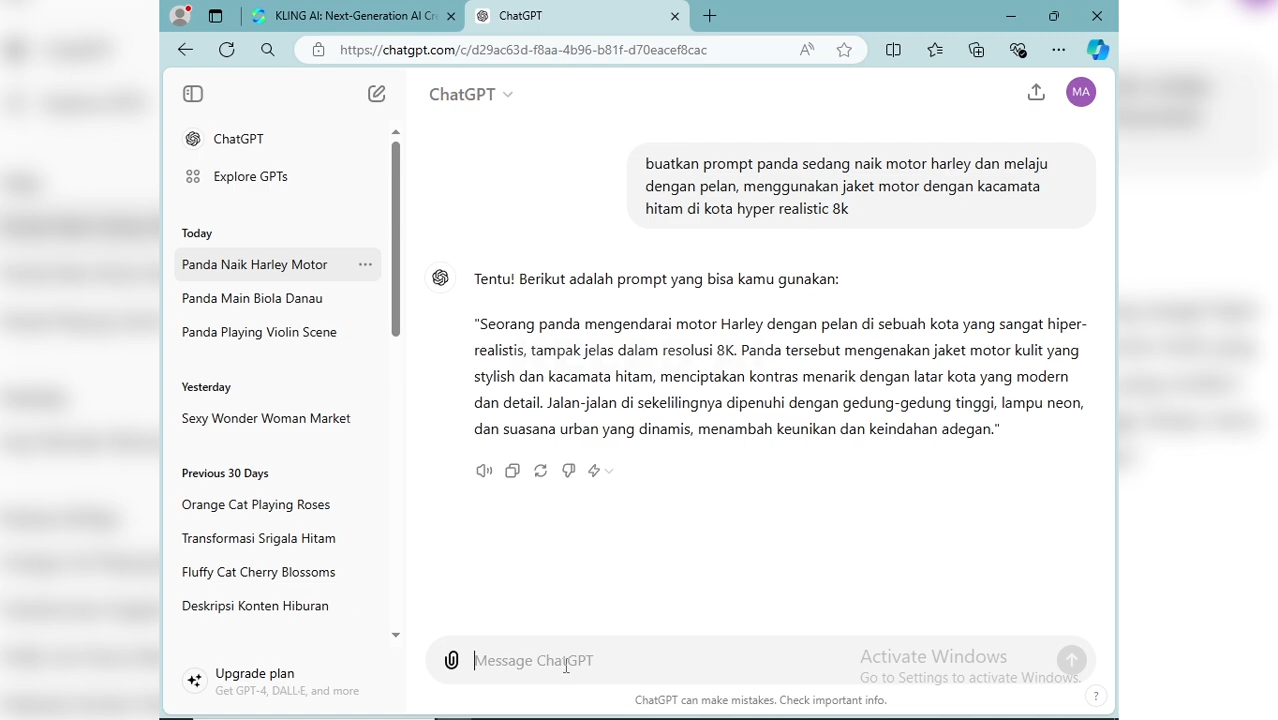 KLING AI: Next-Generation AI Cr
ChatGPT
https://chatgpt.com/c/d29ac63d-f8aa-4b96-b81f-d70eacef8cac
ChatGPT
MA
ChatGPT
Explore GPTs
Today
Panda Naik Harley Motor
Panda Main Biola Danau
Panda Playing Violin Scene
Yesterday
Sexy Wonder Woman Market
Previous 30 Days
Orange Cat Playing Roses
Transformasi Srigala Hitam
Fluffy Cat Cherry Blossoms
Deskripsi Konten Hiburan
Upgrade plan
Get GPT-4, DALL·E, and more
buatkan prompt panda sedang naik motor harley dan melaju
dengan pelan, menggunakan jaket motor dengan kacamata
hitam di kota hyper realistic 8k
Tentu! Berikut adalah prompt yang bisa kamu gunakan:
"Seorang panda mengendarai motor Harley dengan pelan di sebuah kota yang sangat hiper-
realistis, tampak jelas dalam resolusi 8K. Panda tersebut mengenakan jaket motor kulit yang
stylish dan kacamata hitam, menciptakan kontras menarik dengan latar kota yang modern
dan detail. Jalan-jalan di sekelilingnya dipenuhi dengan gedung-gedung tinggi, lampu neon,
dan suasana urban yang dinamis, menambah keunikan dan keindahan adegan."
Message ChatGPT
Activate Windows
Go to Settings to activate Windows.
ChatGPT can make mistakes. Check important info.
?